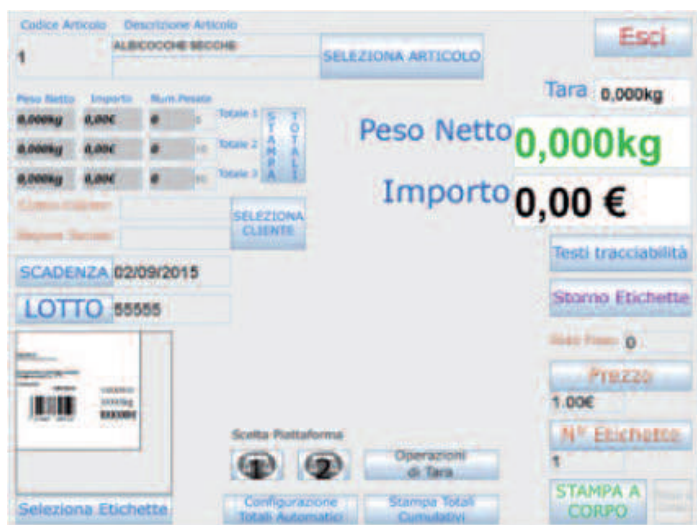 Codice Articolo Descrizione Articolo
1 ALBICOCCHE SECCHE
SELEZIONA ARTICOLO
Esci
Tara 0,000kg
Peso Netto Importo Num.Pesate
0,000kg 0,00€ 0 Totale 1
0,000kg 0,00€ 0 Totale 2
0,000kg 0,00€ 0 Totale 3
STAMPA TOTALI
Peso Netto 0,000kg
Importo 0,00 €
SELEZIONA
CLIENTE
SCADENZA 02/09/2015
LOTTO 55555
Testi tracciabilità
Storno Etichette
0
Prezzo
1.00€
N° Etichette
1
Scelta Piattaforma
1 2
Operazioni
di Tara
Configurazione
Totali Automatici
Stampa Totali
Cumulativi
Seleziona Etichette
STAMPA A
CORPO